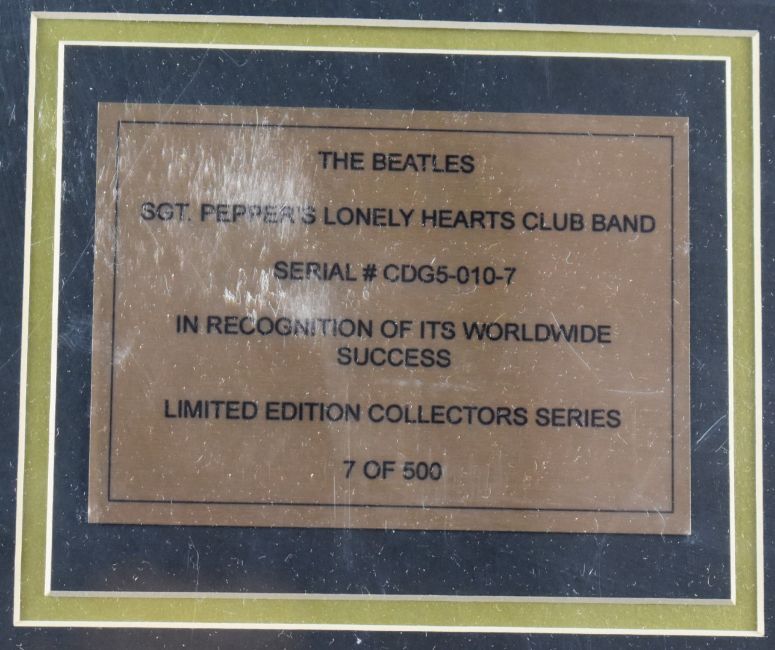 THE BEATLES
SGT. PEPPER'S LONELY HEARTS CLUB BAND
SERIAL # CDG5-010-7
IN RECOGNITION OF ITS WORLDWIDE
SUCCESS
LIMITED EDITION COLLECTORS SERIES
7 OF 500